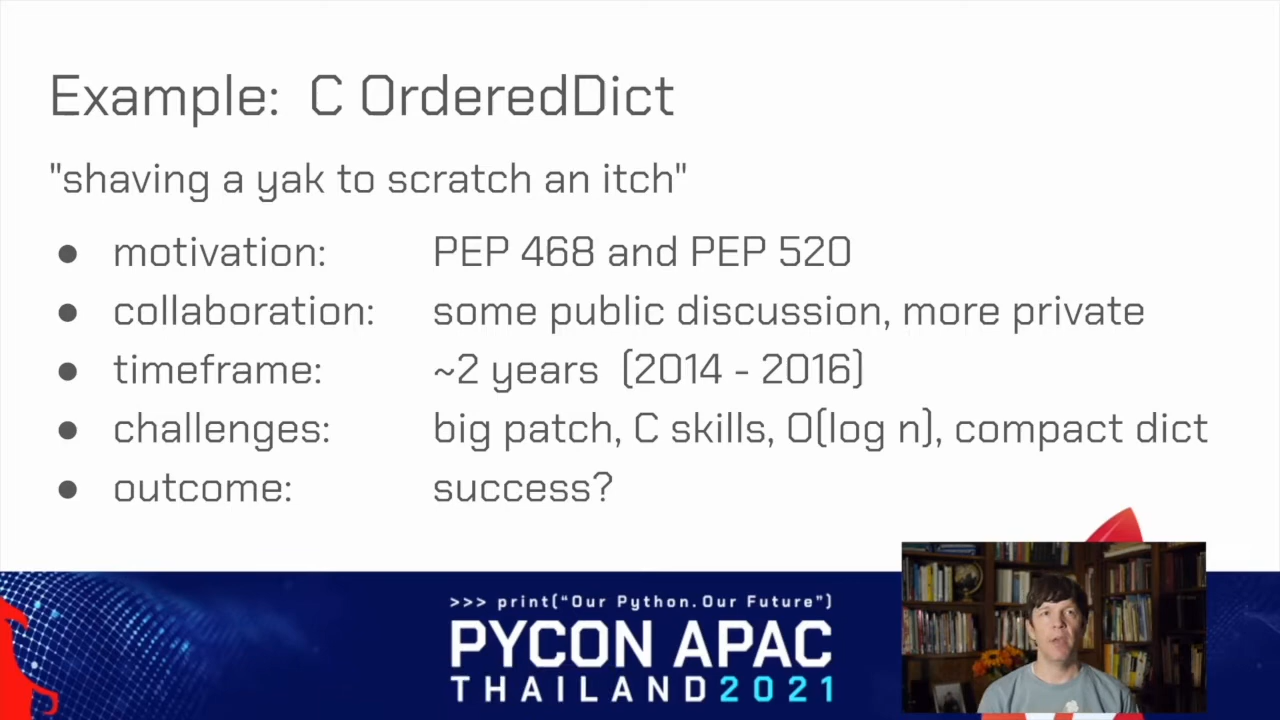 Example: C OrderedDict
"shaving a yak to scratch an itch"
● motivation: PEP 468 and PEP 520
● collaboration: some public discussion, more private
● timeframe: ~2 years (2014 - 2016)
● challenges: big patch, C skills, O(log n), compact dict
● outcome: success?
>>> print("Our Python.Our Future")
PYCON APAC
THAILAND 2021